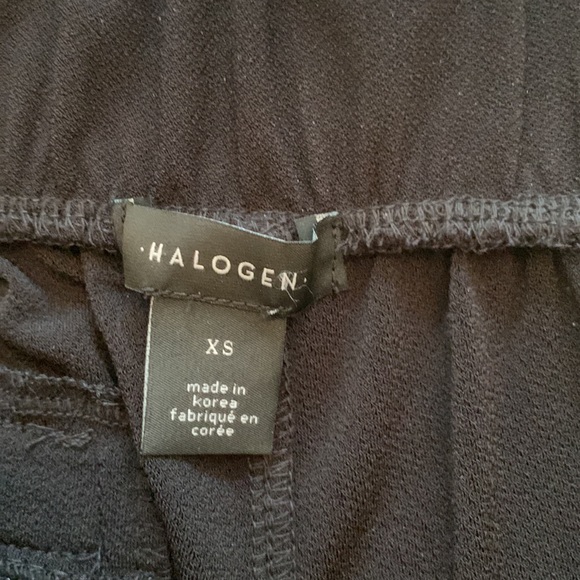 ·HALOGEN·
XS
made in
korea
fabriqué en
corée